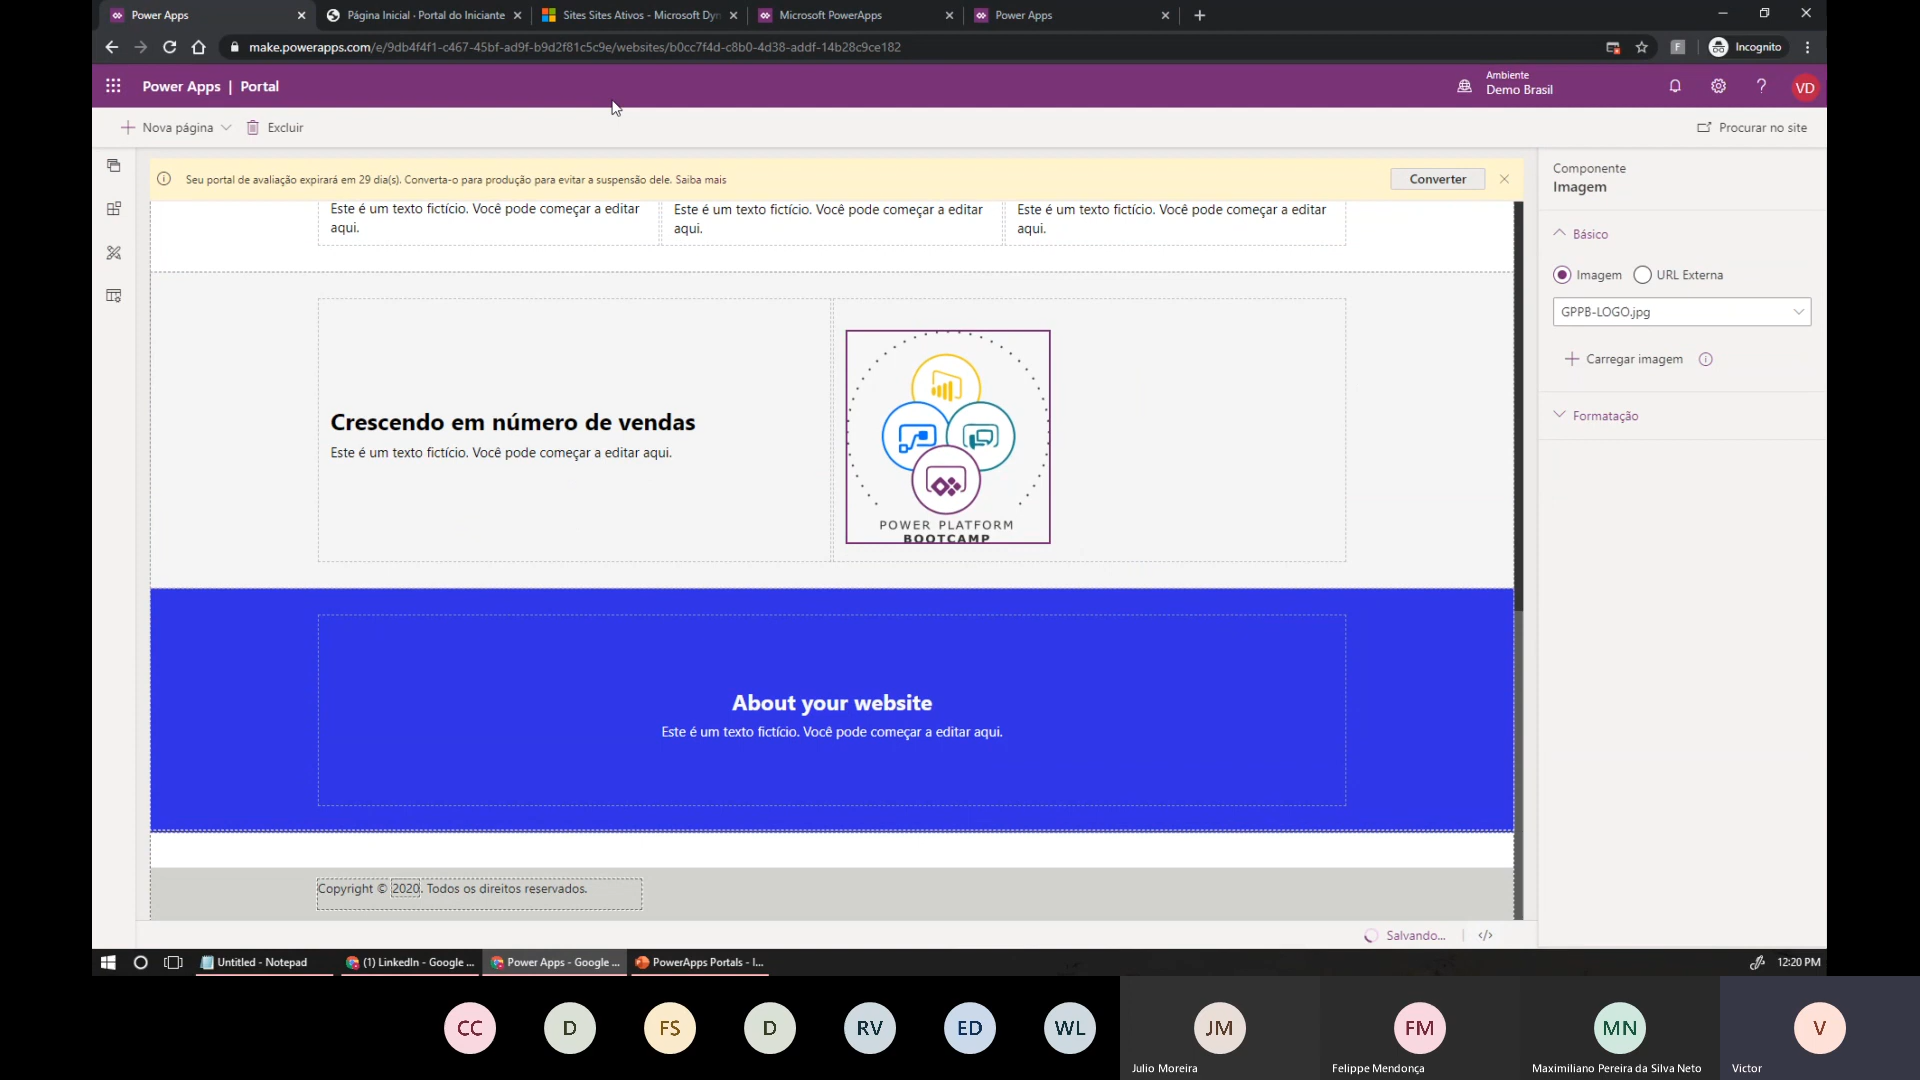 Power Apps
Página Inicial · Portal do Iniciante
Sites Sites Ativos - Microsoft Dyn
Microsoft PowerApps
Power Apps
make.powerapps.com/e/9db4f4f1-c467-45bf-ad9f-b9d2f81c5c9e/websites/b0cc7f4d-c8b0-4d38-addf-14b28c9ce182
F
Incognito
Power Apps | Portal
Ambiente
Demo Brasil
VD
Nova página
Excluir
Procurar no site
Seu portal de avaliação expirará em 29 dia(s). Converta-o para produção para evitar a suspensão dele. Saiba mais
Converter
Este é um texto fictício. Você pode começar a editar
aqui.
Este é um texto fictício. Você pode começar a editar
aqui.
Este é um texto fictício. Você pode começar a editar
aqui.
Crescendo em número de vendas
Este é um texto fictício. Você pode começar a editar aqui.
POWER PLATFORM
BOOTCAMP
About your website
Este é um texto fictício. Você pode começar a editar aqui.
Copyright © 2020. Todos os direitos reservados.
Componente
Imagem
Básico
Imagem
URL Externa
GPPB-LOGO.jpg
Carregar imagem
Formatação
Salvando...
</>
Untitled - Notepad
(1) LinkedIn - Google ...
Power Apps - Google ...
PowerApps Portals - I...
12:20 PM
CC
D
FS
D
RV
ED
WL
JM
FM
MN
V
Julio Moreira
Felippe Mendonça
Maximiliano Pereira da Silva Neto
Victor